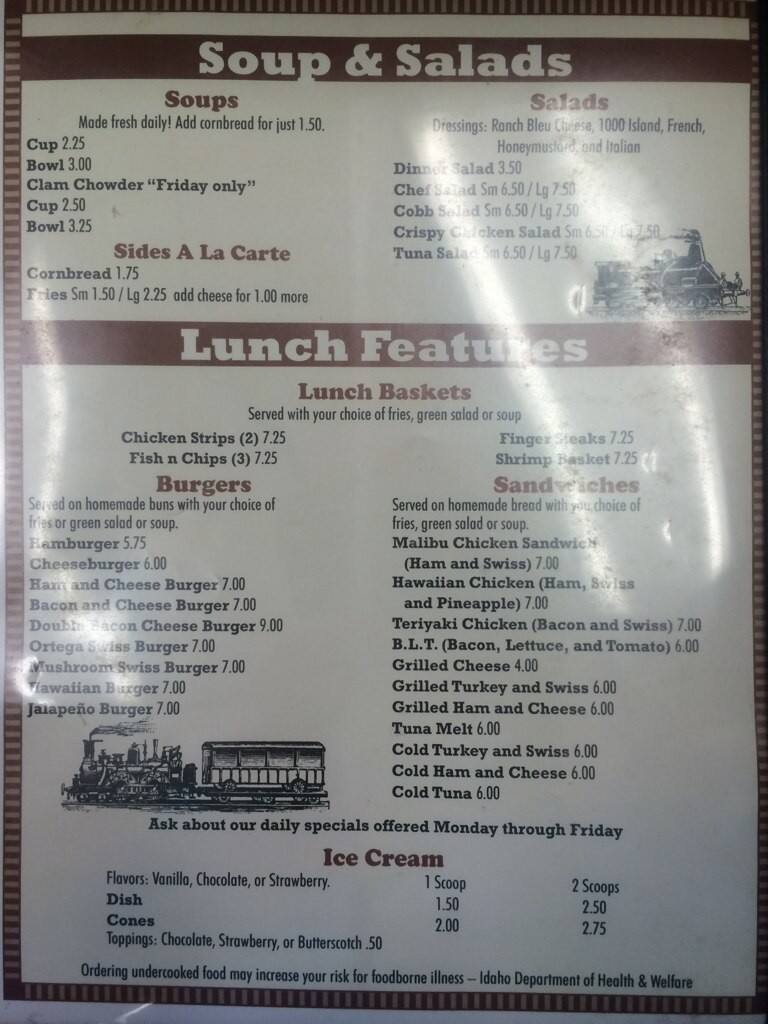 Soup & Salads
Soups
Made fresh daily! Add cornbread for just 1.50.
Cup 2.25
Bowl 3.00
Clam Chowder “Friday only”
Cup 2.50
Bowl 3.25
Sides A La Carte
Cornbread 1.75
Fries Sm 1.50 / Lg 2.25 add cheese for 1.00 more
Salads
Dressings: Ranch Bleu Cheese, 1000 Island, French,
Honeymustard, and Italian
Dinner Salad 3.50
Chef Salad Sm 6.50 / Lg 7.50
Cobb Salad Sm 6.50 / Lg 7.50
Crispy Chicken Salad Sm 6.50 / Lg 7.50
Tuna Salad Sm 6.50 / Lg 7.50
Lunch Features
Lunch Baskets
Served with your choice of fries, green salad or soup
Chicken Strips (2) 7.25
Fish n Chips (3) 7.25
Finger Steaks 7.25
Shrimp Basket 7.25
Burgers
Served on homemade buns with your choice of
fries or green salad or soup.
Hamburger 5.75
Cheeseburger 6.00
Ham and Cheese Burger 7.00
Bacon and Cheese Burger 7.00
Double Bacon Cheese Burger 9.00
Ortega Swiss Burger 7.00
Mushroom Swiss Burger 7.00
Hawaiian Burger 7.00
Jalapeño Burger 7.00
Sandwiches
Served on homemade bread with you choice of
fries, green salad or soup.
Malibu Chicken Sandwich
(Ham and Swiss) 7.00
Hawaiian Chicken (Ham, Swiss
and Pineapple) 7.00
Teriyaki Chicken (Bacon and Swiss) 7.00
B.L.T. (Bacon, Lettuce, and Tomato) 6.00
Grilled Cheese 4.00
Grilled Turkey and Swiss 6.00
Grilled Ham and Cheese 6.00
Tuna Melt 6.00
Cold Turkey and Swiss 6.00
Cold Ham and Cheese 6.00
Cold Tuna 6.00
Ask about our daily specials offered Monday through Friday
Ice Cream
Flavors: Vanilla, Chocolate, or Strawberry. 1 Scoop 2 Scoops
Dish 1.50 2.50
Cones 2.00 2.75
Toppings: Chocolate, Strawberry, or Butterscotch .50
Ordering undercooked food may increase your risk for foodborne illness – Idaho Department of Health & Welfare